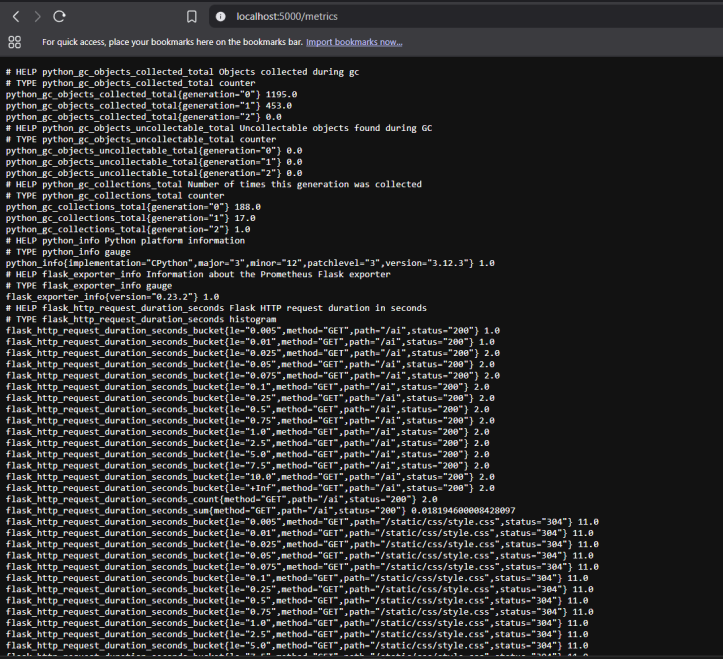 localhost:5000/metrics
For quick access, place your bookmarks here on the bookmarks bar. Import bookmarks now...
# HELP python_gc_objects_collected_total Objects collected during gc
# TYPE python_gc_objects_collected_total counter
python_gc_objects_collected_total{generation="0"} 1195.0
python_gc_objects_collected_total{generation="1"} 453.0
python_gc_objects_collected_total{generation="2"} 0.0
# HELP python_gc_objects_uncollectable_total Uncollectable objects found during GC
# TYPE python_gc_objects_uncollectable_total counter
python_gc_objects_uncollectable_total{generation="0"} 0.0
python_gc_objects_uncollectable_total{generation="1"} 0.0
python_gc_objects_uncollectable_total{generation="2"} 0.0
# HELP python_gc_collections_total Number of times this generation was collected
# TYPE python_gc_collections_total counter
python_gc_collections_total{generation="0"} 188.0
python_gc_collections_total{generation="1"} 17.0
python_gc_collections_total{generation="2"} 1.0
# HELP python_info Python platform information
# TYPE python_info gauge
python_info{implementation="CPython",major="3",minor="12",patchlevel="3",version="3.12.3"} 1.0
# HELP flask_exporter_info Information about the Prometheus Flask exporter
# TYPE flask_exporter_info gauge
flask_exporter_info{version="0.23.2"} 1.0
# HELP flask_http_request_duration_seconds Flask HTTP request duration in seconds
# TYPE flask_http_request_duration_seconds histogram
flask_http_request_duration_seconds_bucket{le="0.005",method="GET",path="/ai",status="200"} 1.0
flask_http_request_duration_seconds_bucket{le="0.01",method="GET",path="/ai",status="200"} 1.0
flask_http_request_duration_seconds_bucket{le="0.025",method="GET",path="/ai",status="200"} 2.0
flask_http_request_duration_seconds_bucket{le="0.05",method="GET",path="/ai",status="200"} 2.0
flask_http_request_duration_seconds_bucket{le="0.075",method="GET",path="/ai",status="200"} 2.0
flask_http_request_duration_seconds_bucket{le="0.1",method="GET",path="/ai",status="200"} 2.0
flask_http_request_duration_seconds_bucket{le="0.25",method="GET",path="/ai",status="200"} 2.0
flask_http_request_duration_seconds_bucket{le="0.5",method="GET",path="/ai",status="200"} 2.0
flask_http_request_duration_seconds_bucket{le="0.75",method="GET",path="/ai",status="200"} 2.0
flask_http_request_duration_seconds_bucket{le="1.0",method="GET",path="/ai",status="200"} 2.0
flask_http_request_duration_seconds_bucket{le="2.5",method="GET",path="/ai",status="200"} 2.0
flask_http_request_duration_seconds_bucket{le="5.0",method="GET",path="/ai",status="200"} 2.0
flask_http_request_duration_seconds_bucket{le="7.5",method="GET",path="/ai",status="200"} 2.0
flask_http_request_duration_seconds_bucket{le="10.0",method="GET",path="/ai",status="200"} 2.0
flask_http_request_duration_seconds_bucket{le="+Inf",method="GET",path="/ai",status="200"} 2.0
flask_http_request_duration_seconds_count{method="GET",path="/ai",status="200"} 2.0
flask_http_request_duration_seconds_sum{method="GET",path="/ai",status="200"} 0.018194600008428097
flask_http_request_duration_seconds_bucket{le="0.005",method="GET",path="/static/css/style.css",status="304"} 11.0
flask_http_request_duration_seconds_bucket{le="0.01",method="GET",path="/static/css/style.css",status="304"} 11.0
flask_http_request_duration_seconds_bucket{le="0.025",method="GET",path="/static/css/style.css",status="304"} 11.0
flask_http_request_duration_seconds_bucket{le="0.05",method="GET",path="/static/css/style.css",status="304"} 11.0
flask_http_request_duration_seconds_bucket{le="0.075",method="GET",path="/static/css/style.css",status="304"} 11.0
flask_http_request_duration_seconds_bucket{le="0.1",method="GET",path="/static/css/style.css",status="304"} 11.0
flask_http_request_duration_seconds_bucket{le="0.25",method="GET",path="/static/css/style.css",status="304"} 11.0
flask_http_request_duration_seconds_bucket{le="0.5",method="GET",path="/static/css/style.css",status="304"} 11.0
flask_http_request_duration_seconds_bucket{le="0.75",method="GET",path="/static/css/style.css",status="304"} 11.0
flask_http_request_duration_seconds_bucket{le="1.0",method="GET",path="/static/css/style.css",status="304"} 11.0
flask_http_request_duration_seconds_bucket{le="2.5",method="GET",path="/static/css/style.css",status="304"} 11.0
flask_http_request_duration_seconds_bucket{le="5.0",method="GET",path="/static/css/style.css",status="304"} 11.0